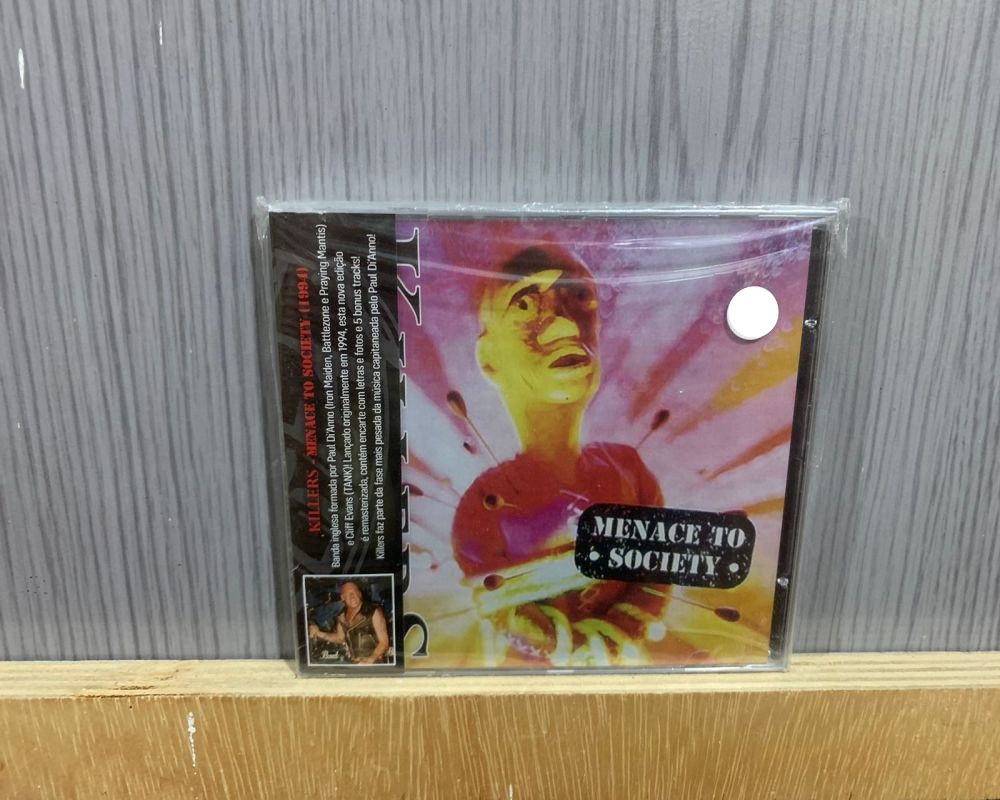 KILLERS - MENACE TO SOCIETY (1994)
Banda inglesa formada por Paul Di'Anno (Iron Maiden, Battlezone e Praying Mantis)
e Cliff Evans (TANK)! Lançado originalmente em 1994, esta nova edição
é remasterizada, contém encarte com letras e fotos e 5 bonus tracks!
Killers faz parte da fase mais pesada da música capitaneada pelo Paul Di'Anno!
KILLERS
MENACE TO
• SOCIETY •
Pearl